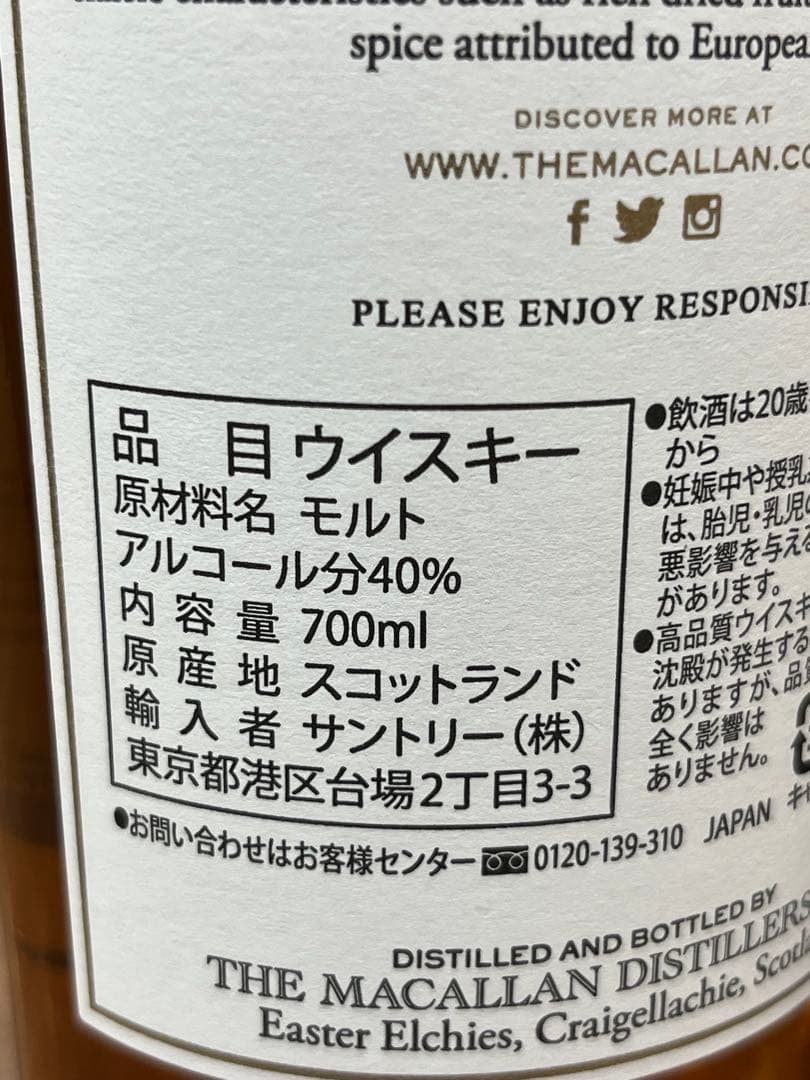 spice attributed to
DISCOVER MORE AT
WWW.THEMACALLAN.
PLEASE ENJOY
品 目 ウイスキー
原材料名 モルト
アルコール分40%
内容量 700ml
原産地 スコットランド
輸入者 サントリー(株)
東京都港区台場2丁目3-3
●飲酒は20歳
から
●妊娠中や授乳
は、胎児・乳児
悪影響を与える
があります。
●高品質ウイスキ
沈殿が発生する
ありますが、品質
全く影響は
ありません。
●お問い合わせはお客様センター 0120-139-310 JAPAN
DISTILLED AND BOTTLED BY
THE MACALLAN DISTILLERS
Easter Elchies, Craigellachie,